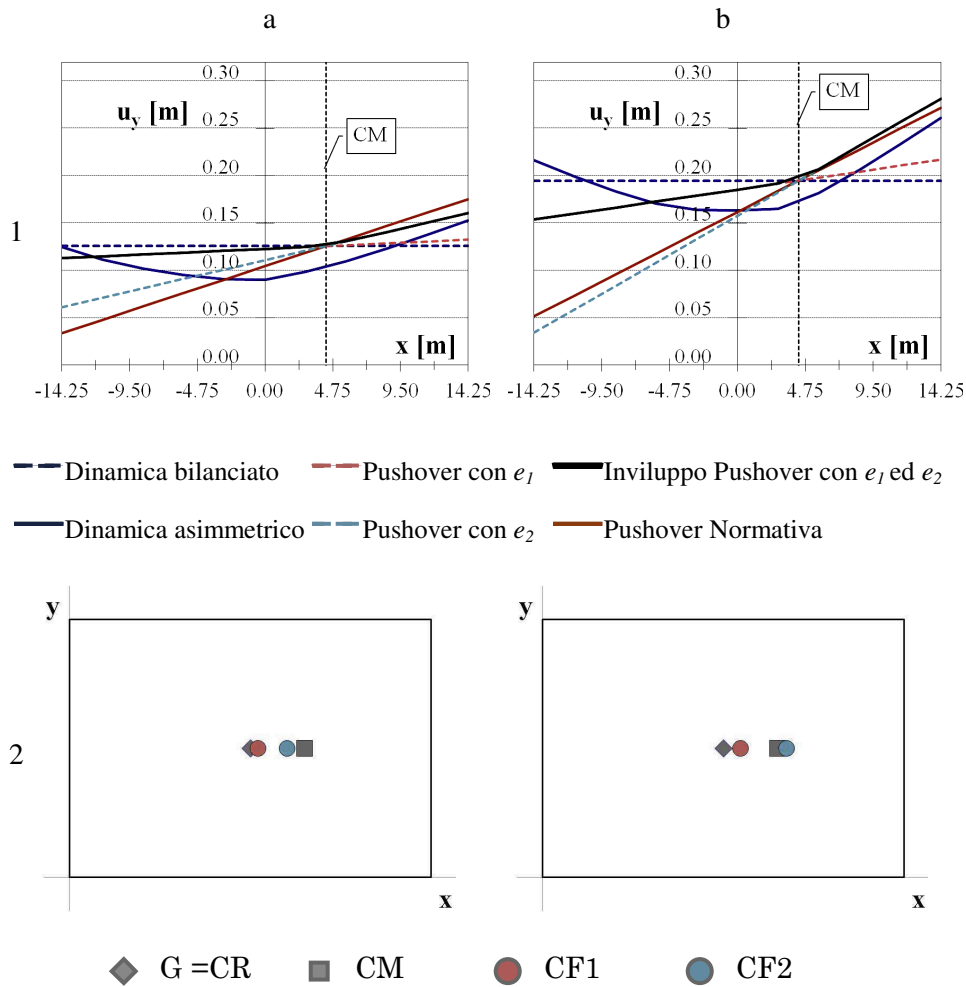 a b
1
0.30
0.25
0.20
0.15
0.10
0.05
0.00
u_y [m]
CM
x [m]
-14.25 -9.50 -4.75 0.00 4.75 9.50 14.25
0.30
0.25
0.20
0.15
0.10
0.05
0.00
u_y [m]
CM
x [m]
-14.25 -9.50 -4.75 0.00 4.75 9.50 14.25
Dinamica bilanciato Pushover con e_1 Inviluppo Pushover con e_1 ed e_2
Dinamica asimmetrico Pushover con e_2 Pushover Normativa
2
y
x
y
x
G =CR CM CF1 CF2